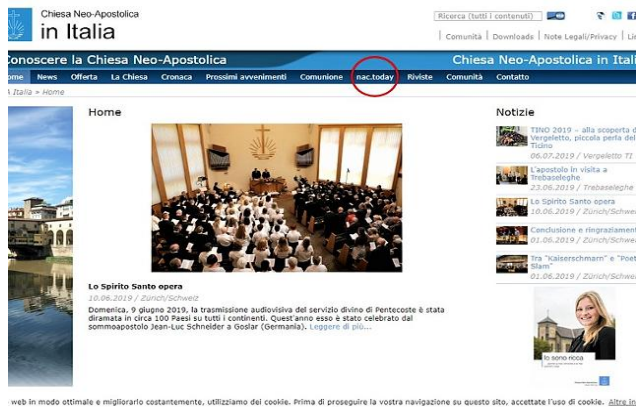 Chiesa Neo-Apostolica
in Italia
Ricerca (tutti i contenuti)
Comunità | Downloads | Note Legali/Privacy |
Conoscere la Chiesa Neo-Apostolica
Chiesa Neo-Apostolica in Itali
ome News Offerta La Chiesa Cronaca Prossimi avvenimenti Comunione nac.today Riviste Comunità Contatto
A Italia » Home
Home
Lo Spirito Santo opera
10.06.2019 / Zürich/Schweiz
Domenica, 9 giugno 2019, la trasmissione audiovisiva del servizio divino di Pentecoste è stata
diramata in circa 100 Paesi su tutti i continenti. Quest'anno esso è stato celebrato dal
sommoapostolo Jean-Luc Schneider a Goslar (Germania). Leggere di più...
Notizie
TINO 2019 – alla scoperta d
Vergeletto, piccola perla del
Ticino
06.07.2019 / Vergeletto TI
L'apostolo in visita a
Trebaseleghe
23.06.2019 / Trebaseleghe
Lo Spirito Santo opera
10.06.2019 / Zürich/Schwei
Conclusione e ringraziament
01.06.2019 / Zürich/Schwei
Tra "Kaiserschmarn" e "Poet
Slam"
01.06.2019 / Zürich/Schwei
Io sono ricca
web in modo ottimale e migliorarlo costantemente, utilizziamo dei cookie. Prima di proseguire la vostra navigazione su questo sito, accettate l'uso di cookie. Altre in